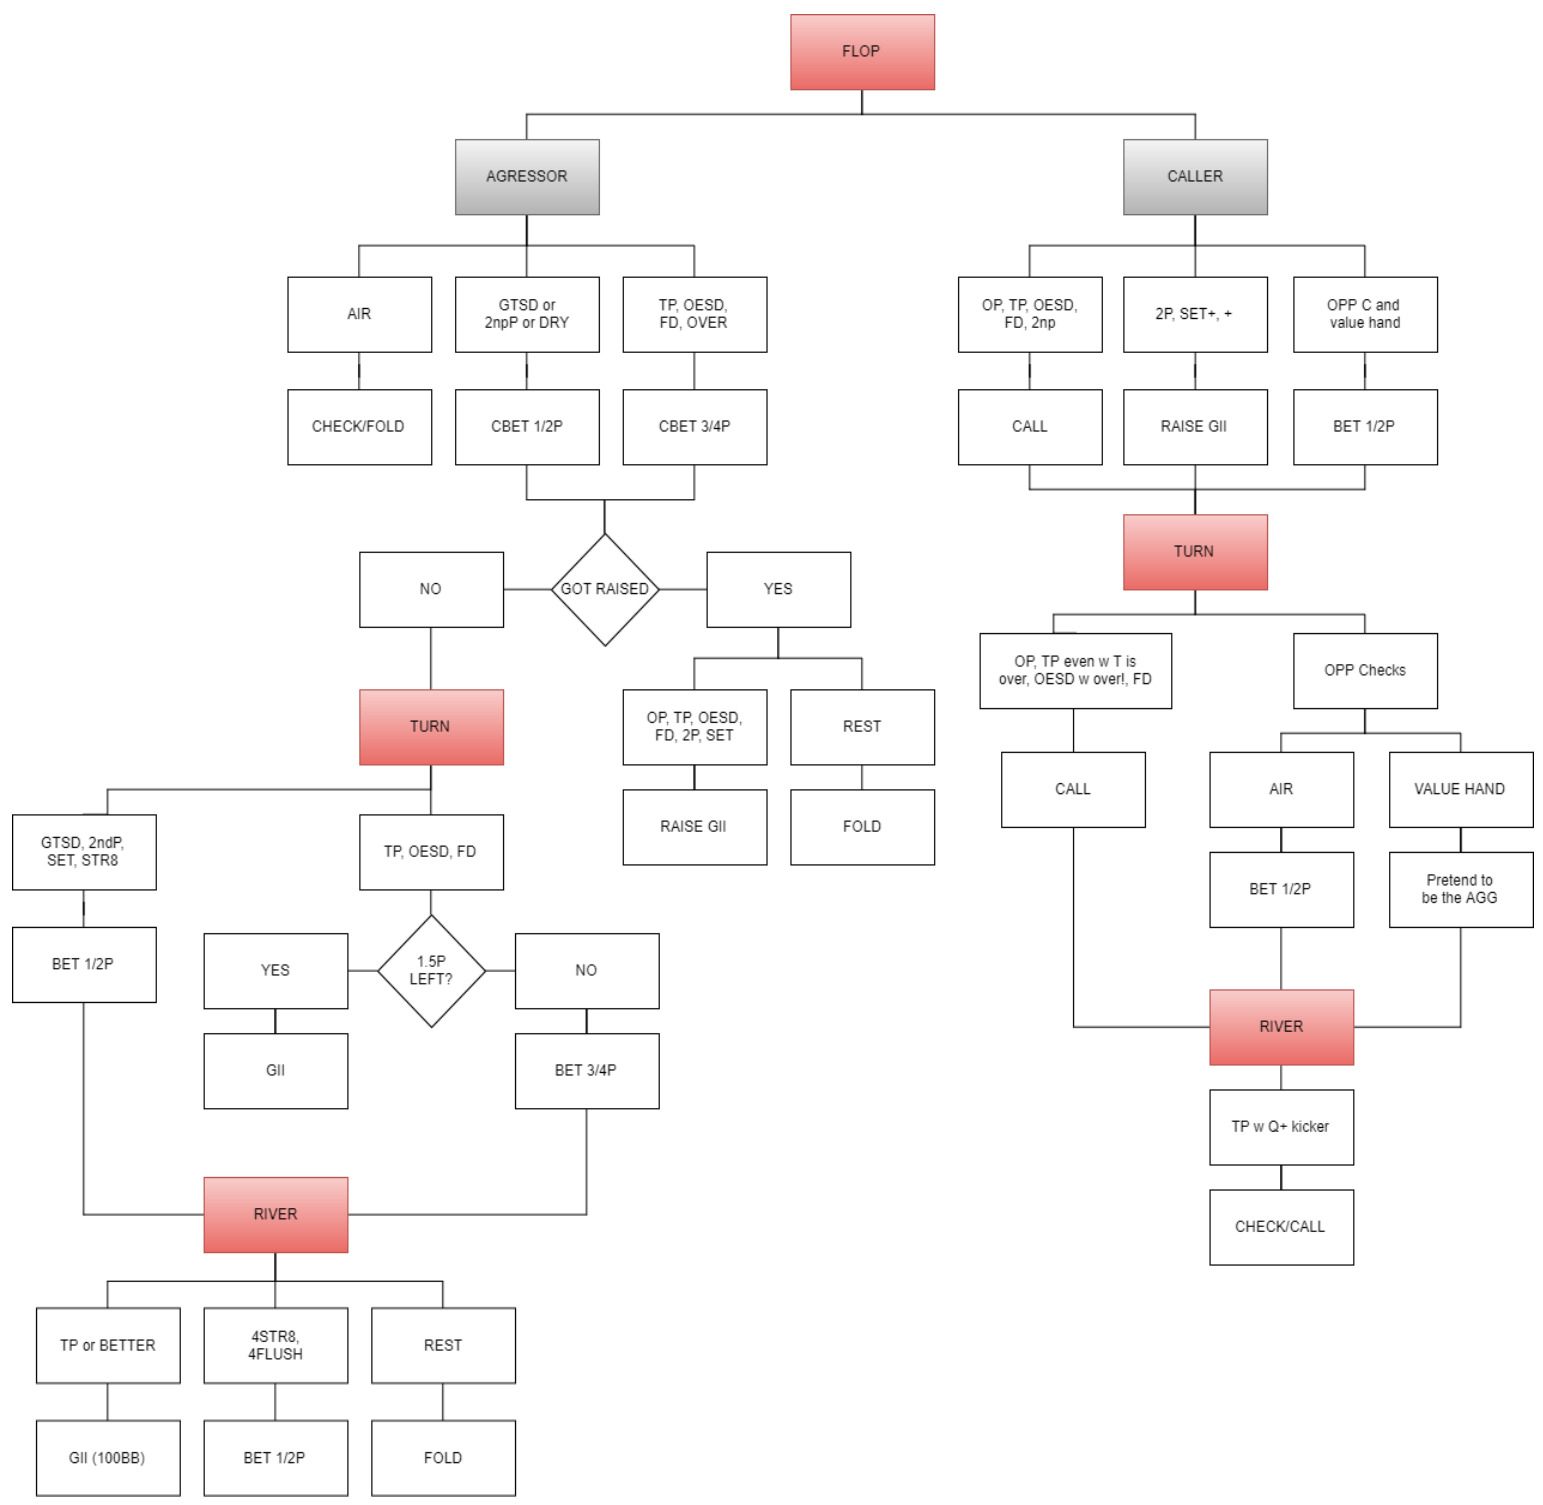 FLOP
AGRESSOR
CALLER
AIR
GTSD or
2npP or DRY
TP, OESD,
FD, OVER
OP, TP, OESD,
FD, 2np
2P, SET+, +
OPP C and
value hand
CHECK/FOLD
CBET 1/2P
CBET 3/4P
CALL
RAISE GII
BET 1/2P
TURN
NO
GOT RAISED
YES
OP, TP even w T is
over, OESD w over!, FD
OPP Checks
TURN
OP, TP, OESD,
FD, 2P, SET
REST
CALL
AIR
VALUE HAND
RAISE GII
FOLD
GTSD, 2ndP,
SET, STR8
TP, OESD, FD
BET 1/2P
Pretend to
be the AGG
BET 1/2P
YES
1.5P
LEFT?
NO
RIVER
GII
BET 3/4P
TP w Q+ kicker
RIVER
CHECK/CALL
TP or BETTER
4STR8,
4FLUSH
REST
GII (100BB)
BET 1/2P
FOLD